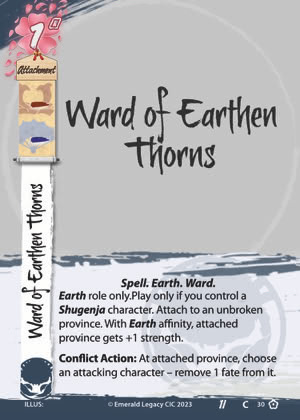 1
Attachment
Ward of Earthen
Thorns
Ward of Earthen Thorns
Spell. Earth. Ward.
Earth role only.Play only if you control a
Shugenja character. Attach to an unbroken
province. With Earth affinity, attached
province gets +1 strength.
Conflict Action: At attached province, choose
an attacking character – remove 1 fate from it.
ILLUS:
© Emerald Legacy CIC 2023
C
30